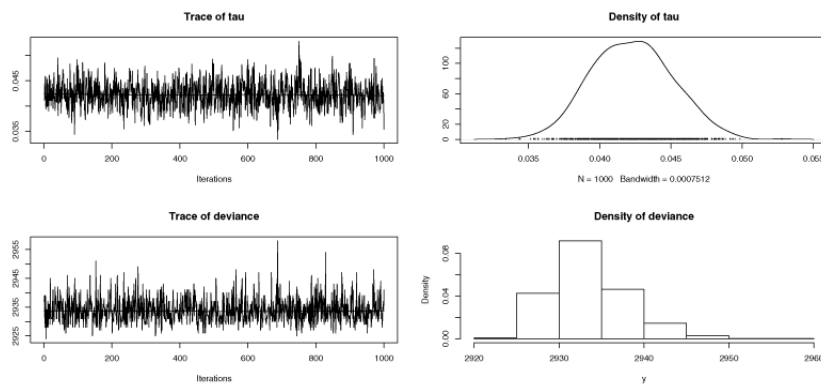 Trace of tau
0.035 0.045
0 200 400 600 800 1000
Iterations
Density of tau
0 20 60 100
0.035 0.040 0.045 0.050 0.055
N = 1000 Bandwidth = 0.0007512
Trace of deviance
2925 2935 2945 2955
0 200 400 600 800 1000
Iterations
Density of deviance
Density
0.00 0.04 0.08
2920 2930 2940 2950 2960
y